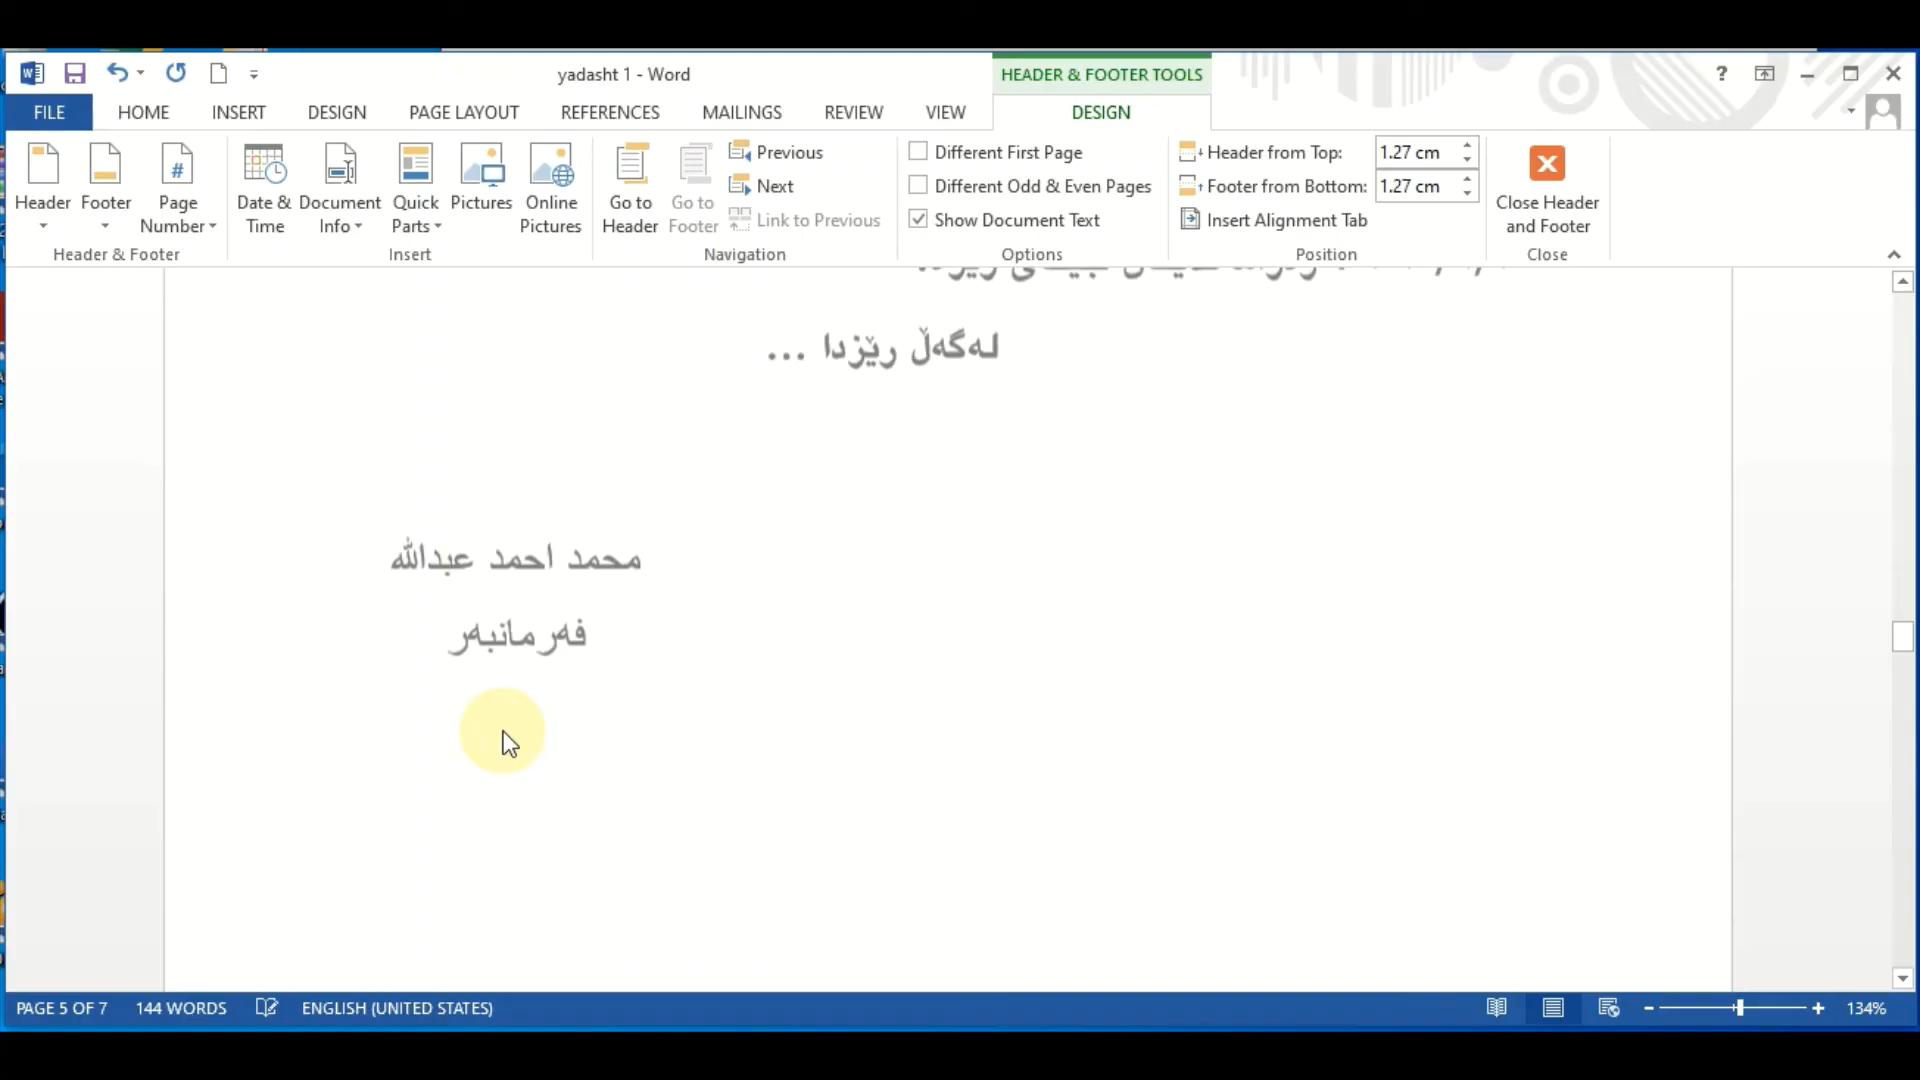 yadasht 1 - Word
HEADER & FOOTER TOOLS
?
FILE
HOME
INSERT
DESIGN
PAGE LAYOUT
REFERENCES
MAILINGS
REVIEW
VIEW
DESIGN
Header
Footer
Page
Number
Date &
Time
Document
Info
Quick
Parts
Pictures
Online
Pictures
Go to
Header
Go to
Footer
Previous
Next
Link to Previous
Different First Page
Different Odd & Even Pages
Show Document Text
Header from Top:
1.27 cm
Footer from Bottom:
1.27 cm
Insert Alignment Tab
Close Header
and Footer
Header & Footer
Insert
Navigation
Options
Position
Close
لەگەڵ ڕێزدا ...
محمد احمد عبدالله
فەرمانبەر
PAGE 5 OF 7
144 WORDS
ENGLISH (UNITED STATES)
134%